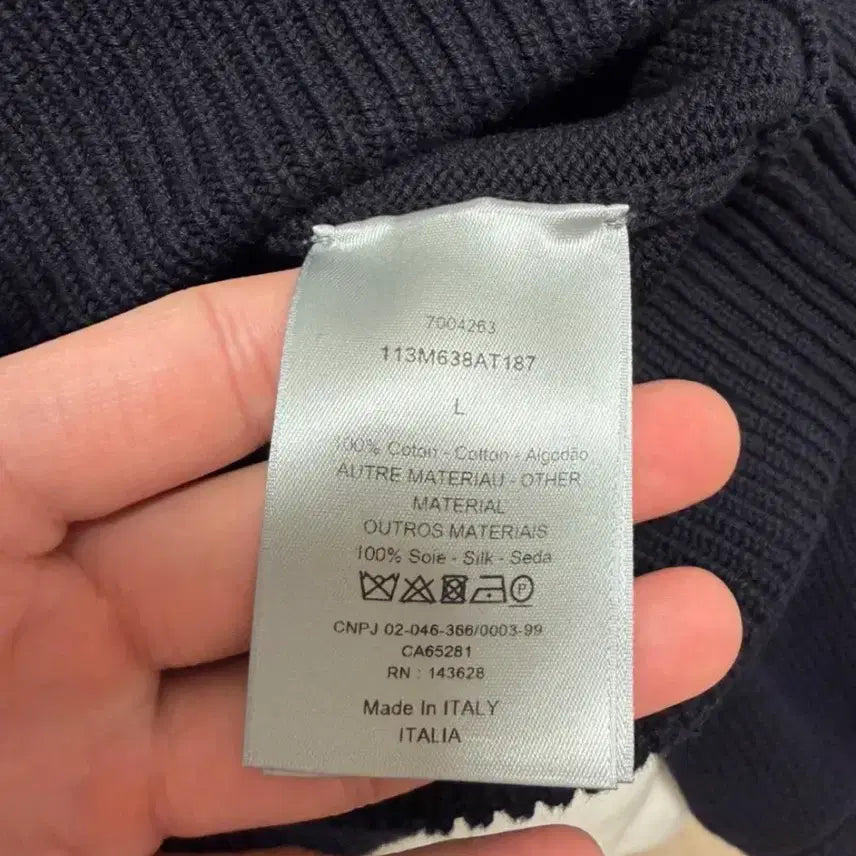 7004263
113M638AT187
L
100% Coton - Cotton - Algodão
AUTRE MATERIAU - OTHER
MATERIAL
OUTROS MATERIAIS
100% Soie - Silk - Seda
P
CNPJ 02-046-366/0003-99
CA65281
RN : 143628
Made In ITALY
ITALIA